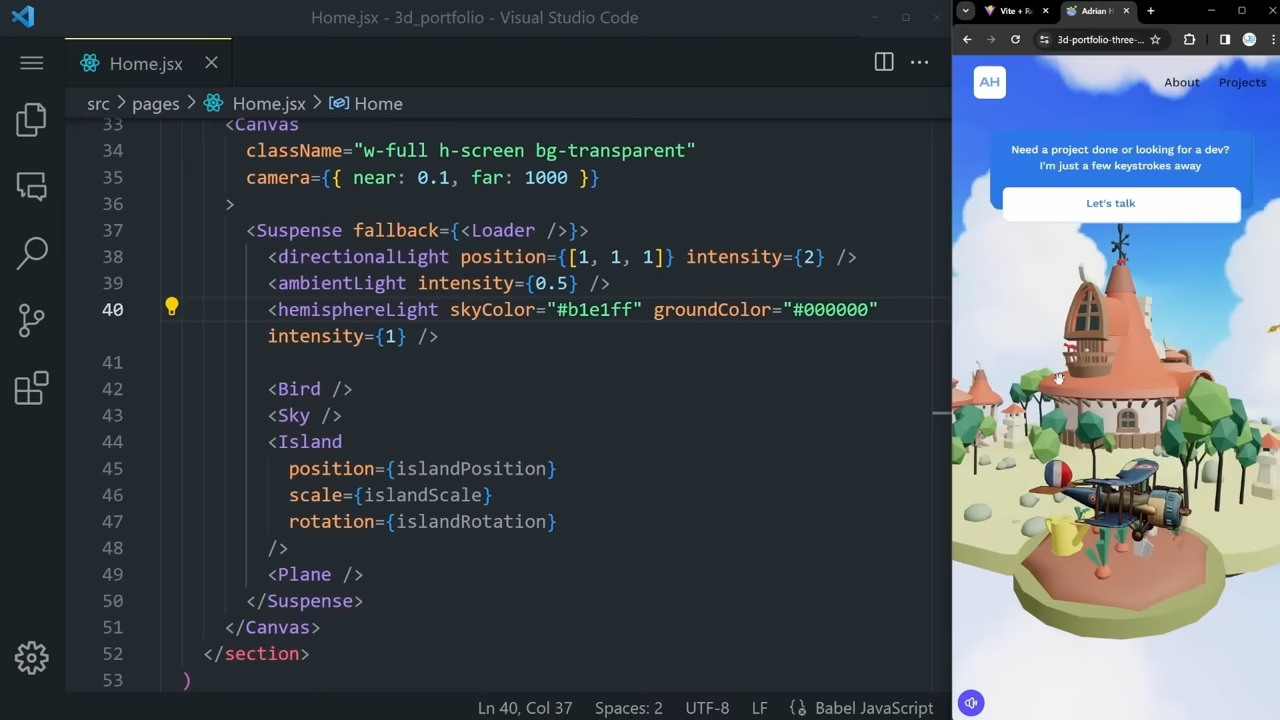 Home.jsx - 3d_portfolio - Visual Studio Code
Home.jsx
src > pages > Home.jsx > Home
33 <Canvas
34 className="w-full h-screen bg-transparent"
35 camera={{ near: 0.1, far: 1000 }}
36 >
37 <Suspense fallback={<Loader />}>
38 <directionalLight position={[1, 1, 1]} intensity={2} />
39 <ambientLight intensity={0.5} />
40 <hemisphereLight skyColor="#b1e1ff" groundColor="#000000"
intensity={1} />
41
42 <Bird />
43 <Sky />
44 <Island
45 position={islandPosition}
46 scale={islandScale}
47 rotation={islandRotation}
48 />
49 <Plane />
50 </Suspense>
51 </Canvas>
52 </section>
53 )
Ln 40, Col 37 Spaces: 2 UTF-8 LF {} Babel JavaScript
Vite + Re
Adrian H
3d-portfolio-three-...
AH
About Projects
Need a project done or looking for a dev?
I'm just a few keystrokes away
Let's talk